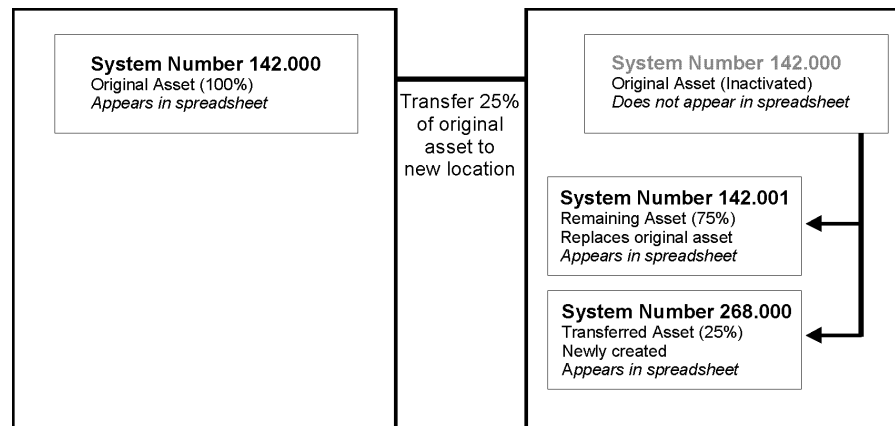 System Number 142.000
Original Asset (100%)
Appears in spreadsheet
Transfer 25%
of original
asset to
new location
System Number 142.000
Original Asset (Inactivated)
Does not appear in spreadsheet
System Number 142.001
Remaining Asset (75%)
Replaces original asset
Appears in spreadsheet
System Number 268.000
Transferred Asset (25%)
Newly created
Appears in spreadsheet